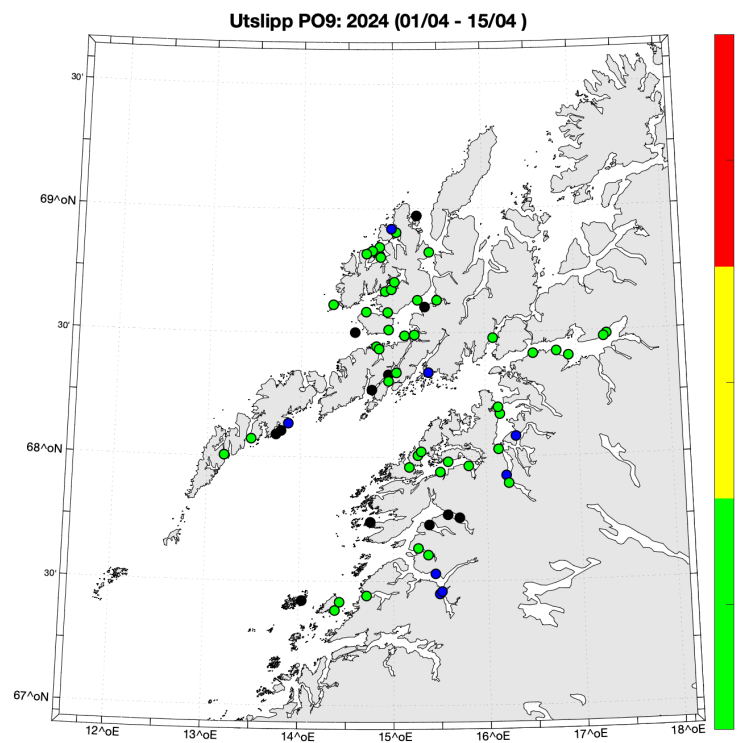 Utslipp PO9: 2024 (01/04 - 15/04 )
30'
69^oN
30'
68^oN
30'
67^oN
12^oE 13^oE 14^oE 15^oE 16^oE 17^oE 18^oE